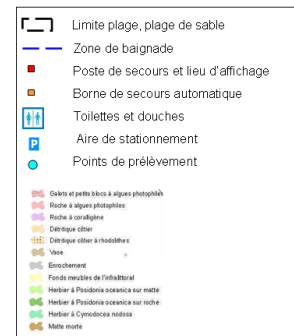 Limite plage, plage de sable
Zone de baignade
Poste de secours et lieu d'affichage
Borne de secours automatique
Toilettes et douches
P Aire de stationnement
Points de prélèvement
Galets et petits blocs à algues photophiles
Roche à algues photophiles
Roche à coralligène
Détritique côtier
Détritique côtier à rhodolithes
Vase
Enrochement
Fonds meubles de l'infralittoral
Herbier à Posidonia oceanica sur matte
Herbier à Posidonia oceanica sur roche
Herbier à Cymodocea nodosa
Matte morte